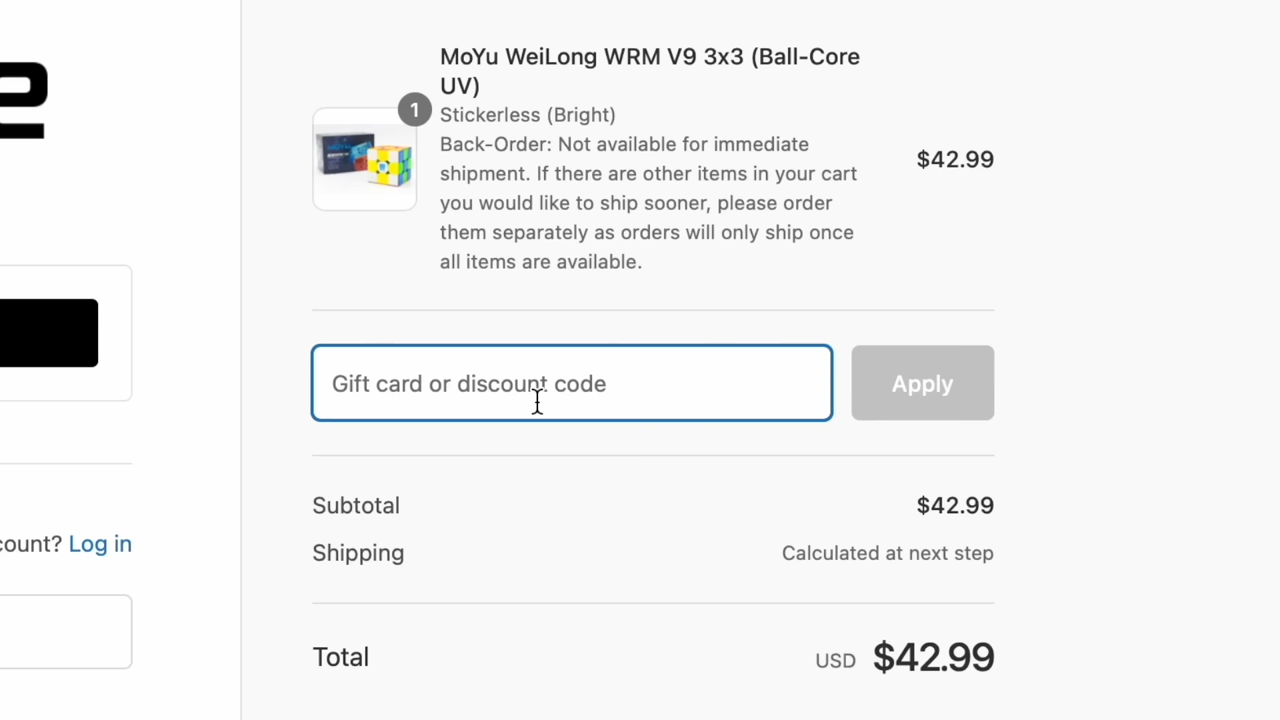 MoYu WeiLong WRM V9 3x3 (Ball-Core
UV)
1
Stickerless (Bright)
Back-Order: Not available for immediate
shipment. If there are other items in your cart
you would like to ship sooner, please order
them separately as orders will only ship once
all items are available.
$42.99
Gift card or discount code
Apply
Subtotal
$42.99
count? Log in
Shipping
Calculated at next step
Total
USD $42.99